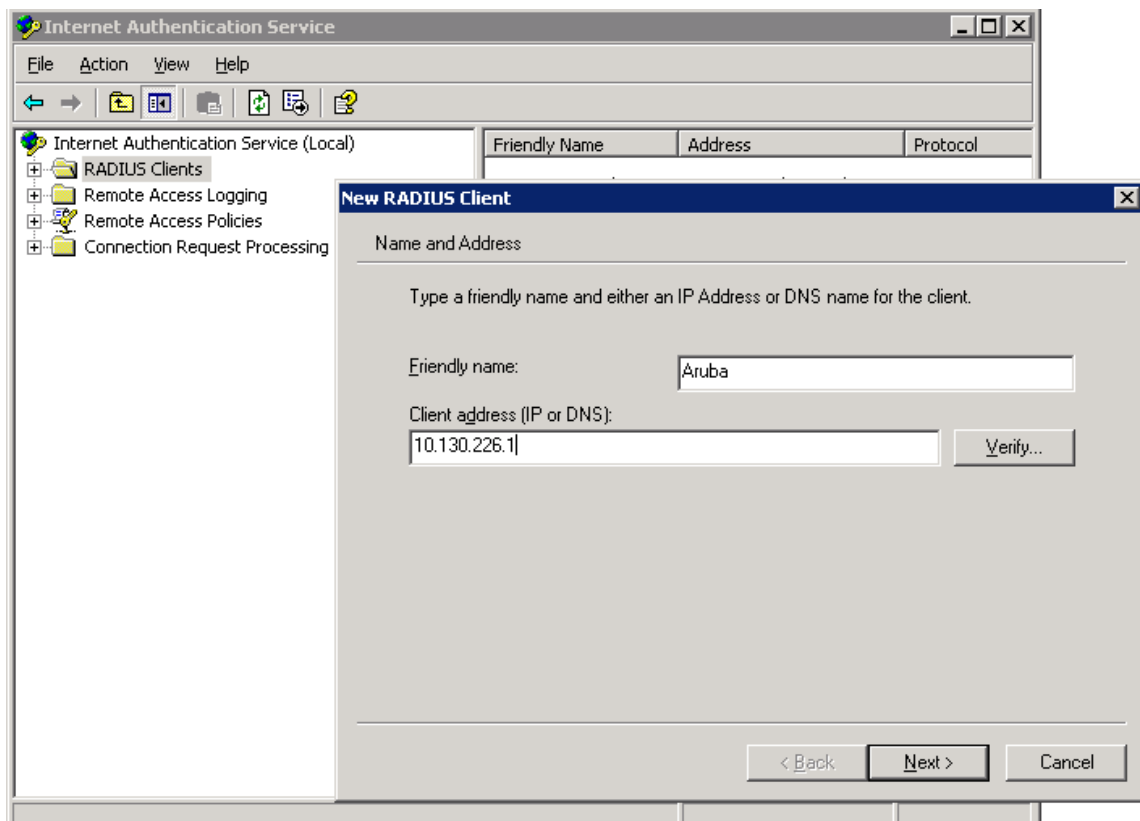 Internet Authentication Service
File Action View Help
Internet Authentication Service (Local)
RADIUS Clients
Remote Access Logging
Remote Access Policies
Connection Request Processing
Friendly Name Address Protocol
New RADIUS Client
Name and Address
Type a friendly name and either an IP Address or DNS name for the client.
Friendly name:
Aruba
Client address (IP or DNS):
10.130.226.1
Verify...
< Back Next > Cancel